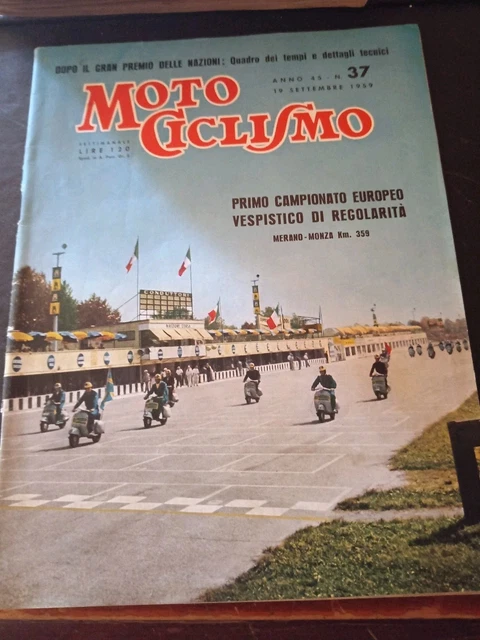 DOPO IL GRAN PREMIO DELLE NAZIONI: Quadro dei tempi e dettagli tecnici
ANNO 45 - N. 37
19 SETTEMBRE 1959
MOTO
CICLISMO
SETTIMANALE
LIRE 120
PRIMO CAMPIONATO EUROPEO
VESPISTICO DI REGOLARITÀ
MERANO-MONZA Km. 359